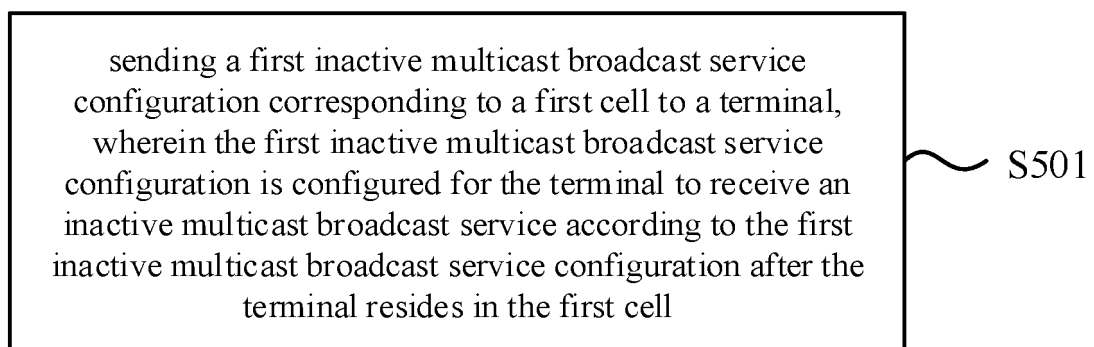 sending a first inactive multicast broadcast service
configuration corresponding to a first cell to a terminal,
wherein the first inactive multicast broadcast service
configuration is configured for the terminal to receive an
inactive multicast broadcast service according to the first
inactive multicast broadcast service configuration after the
terminal resides in the first cell
S501